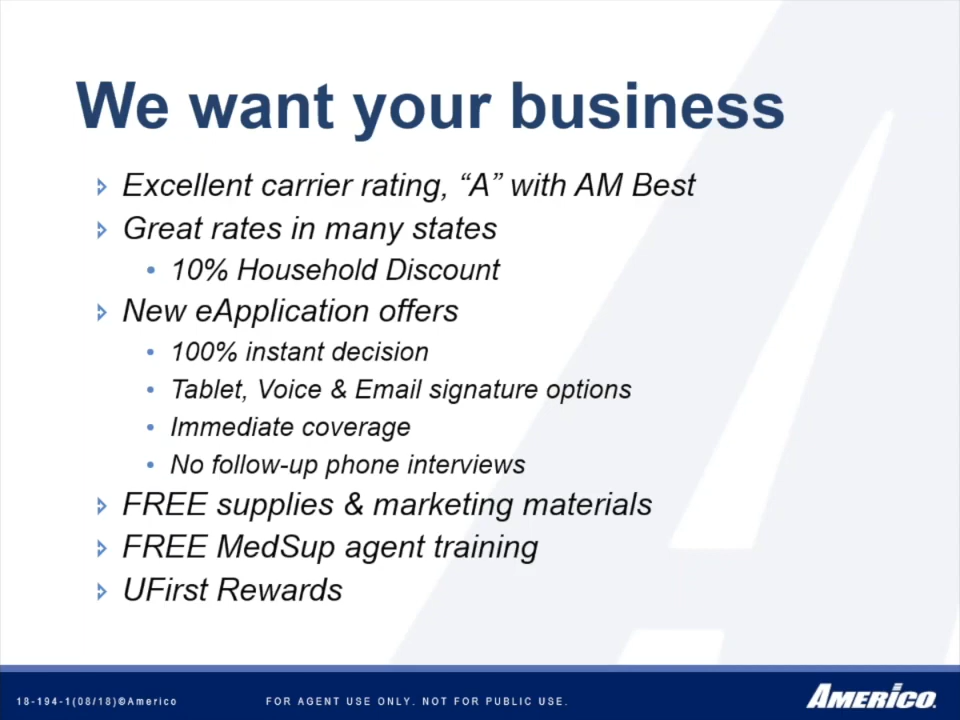 We want your business
Excellent carrier rating, “A” with AM Best
Great rates in many states
• 10% Household Discount
New eApplication offers
• 100% instant decision
• Tablet, Voice & Email signature options
• Immediate coverage
• No follow-up phone interviews
FREE supplies & marketing materials
FREE MedSup agent training
UFirst Rewards
18-194-1(08/18)©Americo
FOR AGENT USE ONLY. NOT FOR PUBLIC USE.
AMERICO